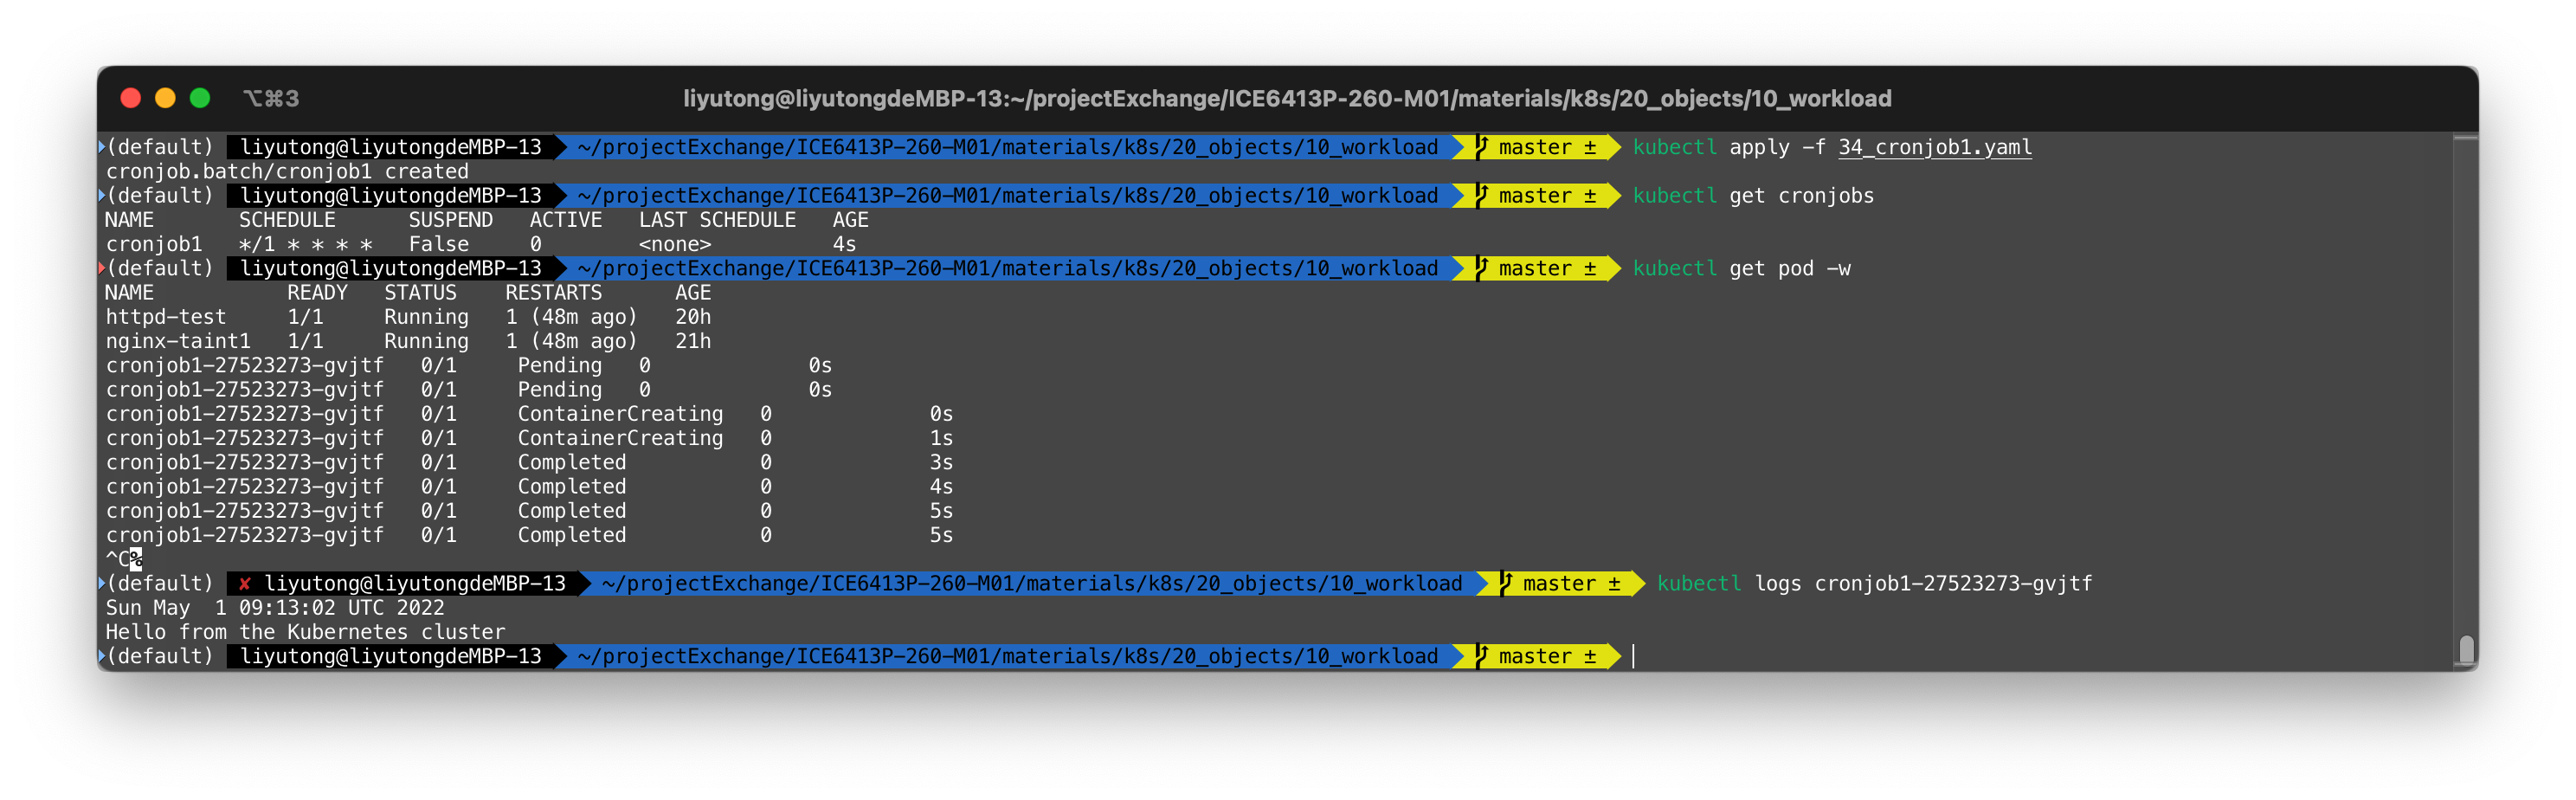 ⌥⌘3 liyutong@liyutongdeMBP-13:~/projectExchange/ICE6413P-260-M01/materials/k8s/20_objects/10_workload
(default) liyutong@liyutongdeMBP-13 ~/projectExchange/ICE6413P-260-M01/materials/k8s/20_objects/10_workload master ± kubectl apply -f 34_cronjob1.yaml
cronjob.batch/cronjob1 created
(default) liyutong@liyutongdeMBP-13 ~/projectExchange/ICE6413P-260-M01/materials/k8s/20_objects/10_workload master ± kubectl get cronjobs
NAME SCHEDULE SUSPEND ACTIVE LAST SCHEDULE AGE
cronjob1 */1 * * * * False 0 <none> 4s
(default) liyutong@liyutongdeMBP-13 ~/projectExchange/ICE6413P-260-M01/materials/k8s/20_objects/10_workload master ± kubectl get pod -w
NAME READY STATUS RESTARTS AGE
httpd-test 1/1 Running 1 (48m ago) 20h
nginx-taint1 1/1 Running 1 (48m ago) 21h
cronjob1-27523273-gvjtf 0/1 Pending 0 0s
cronjob1-27523273-gvjtf 0/1 Pending 0 0s
cronjob1-27523273-gvjtf 0/1 ContainerCreating 0 0s
cronjob1-27523273-gvjtf 0/1 ContainerCreating 0 1s
cronjob1-27523273-gvjtf 0/1 Completed 0 3s
cronjob1-27523273-gvjtf 0/1 Completed 0 4s
cronjob1-27523273-gvjtf 0/1 Completed 0 5s
cronjob1-27523273-gvjtf 0/1 Completed 0 5s
^C%
(default) ✘ liyutong@liyutongdeMBP-13 ~/projectExchange/ICE6413P-260-M01/materials/k8s/20_objects/10_workload master ± kubectl logs cronjob1-27523273-gvjtf
Sun May  1 09:13:02 UTC 2022
Hello from the Kubernetes cluster
(default) liyutong@liyutongdeMBP-13 ~/projectExchange/ICE6413P-260-M01/materials/k8s/20_objects/10_workload master ±